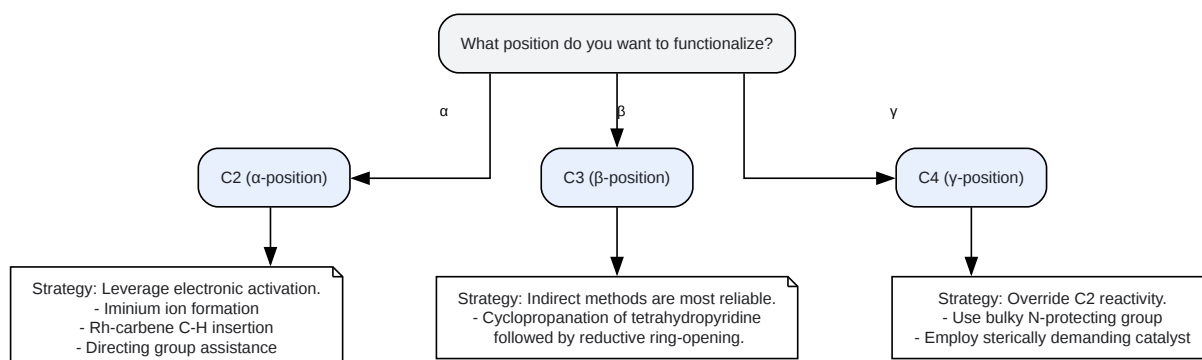 What position do you want to functionalize?
α
β
γ
C2 (α-position)
C3 (β-position)
C4 (γ-position)
Strategy: Leverage electronic activation.
- Iminium ion formation
- Rh-carbene C-H insertion
- Directing group assistance
Strategy: Indirect methods are most reliable.
- Cyclopropanation of tetrahydropyridine
followed by reductive ring-opening.
Strategy: Override C2 reactivity.
- Use bulky N-protecting group
- Employ sterically demanding catalyst